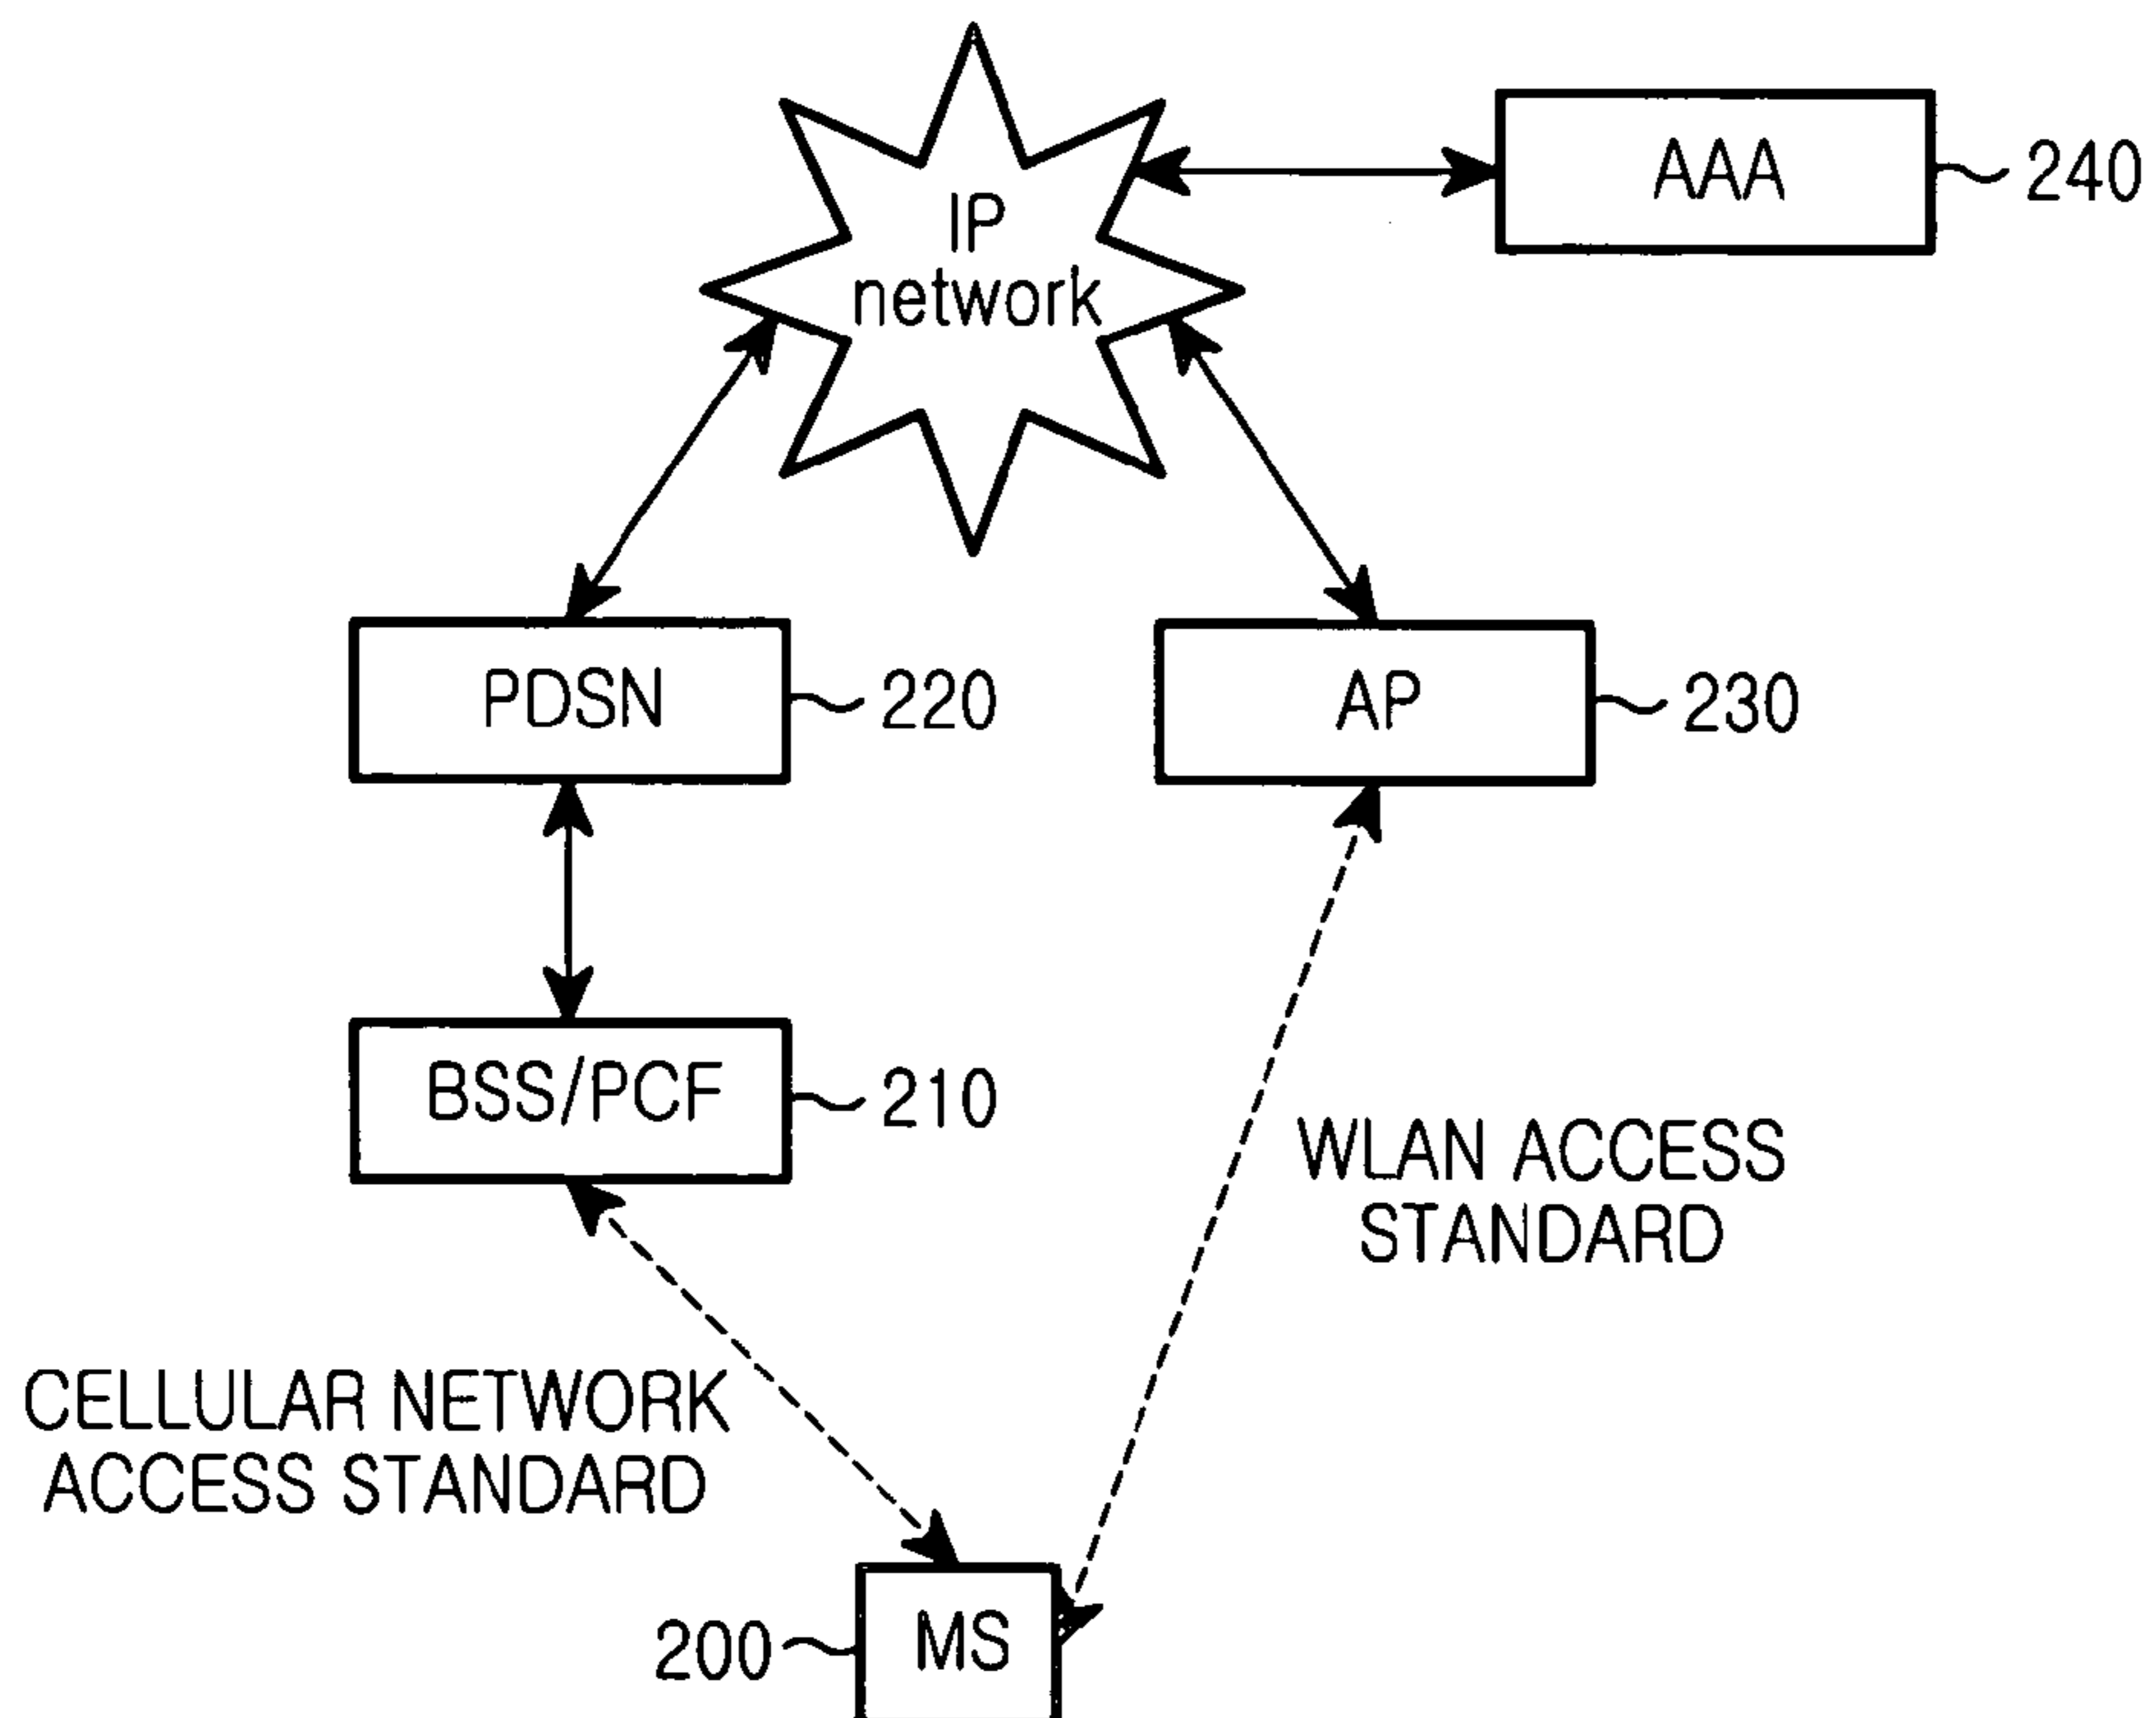 IP
network
AAA
240
PDSN
220
AP
230
BSS/PCF
210
WLAN ACCESS
STANDARD
CELLULAR NETWORK
ACCESS STANDARD
200
MS